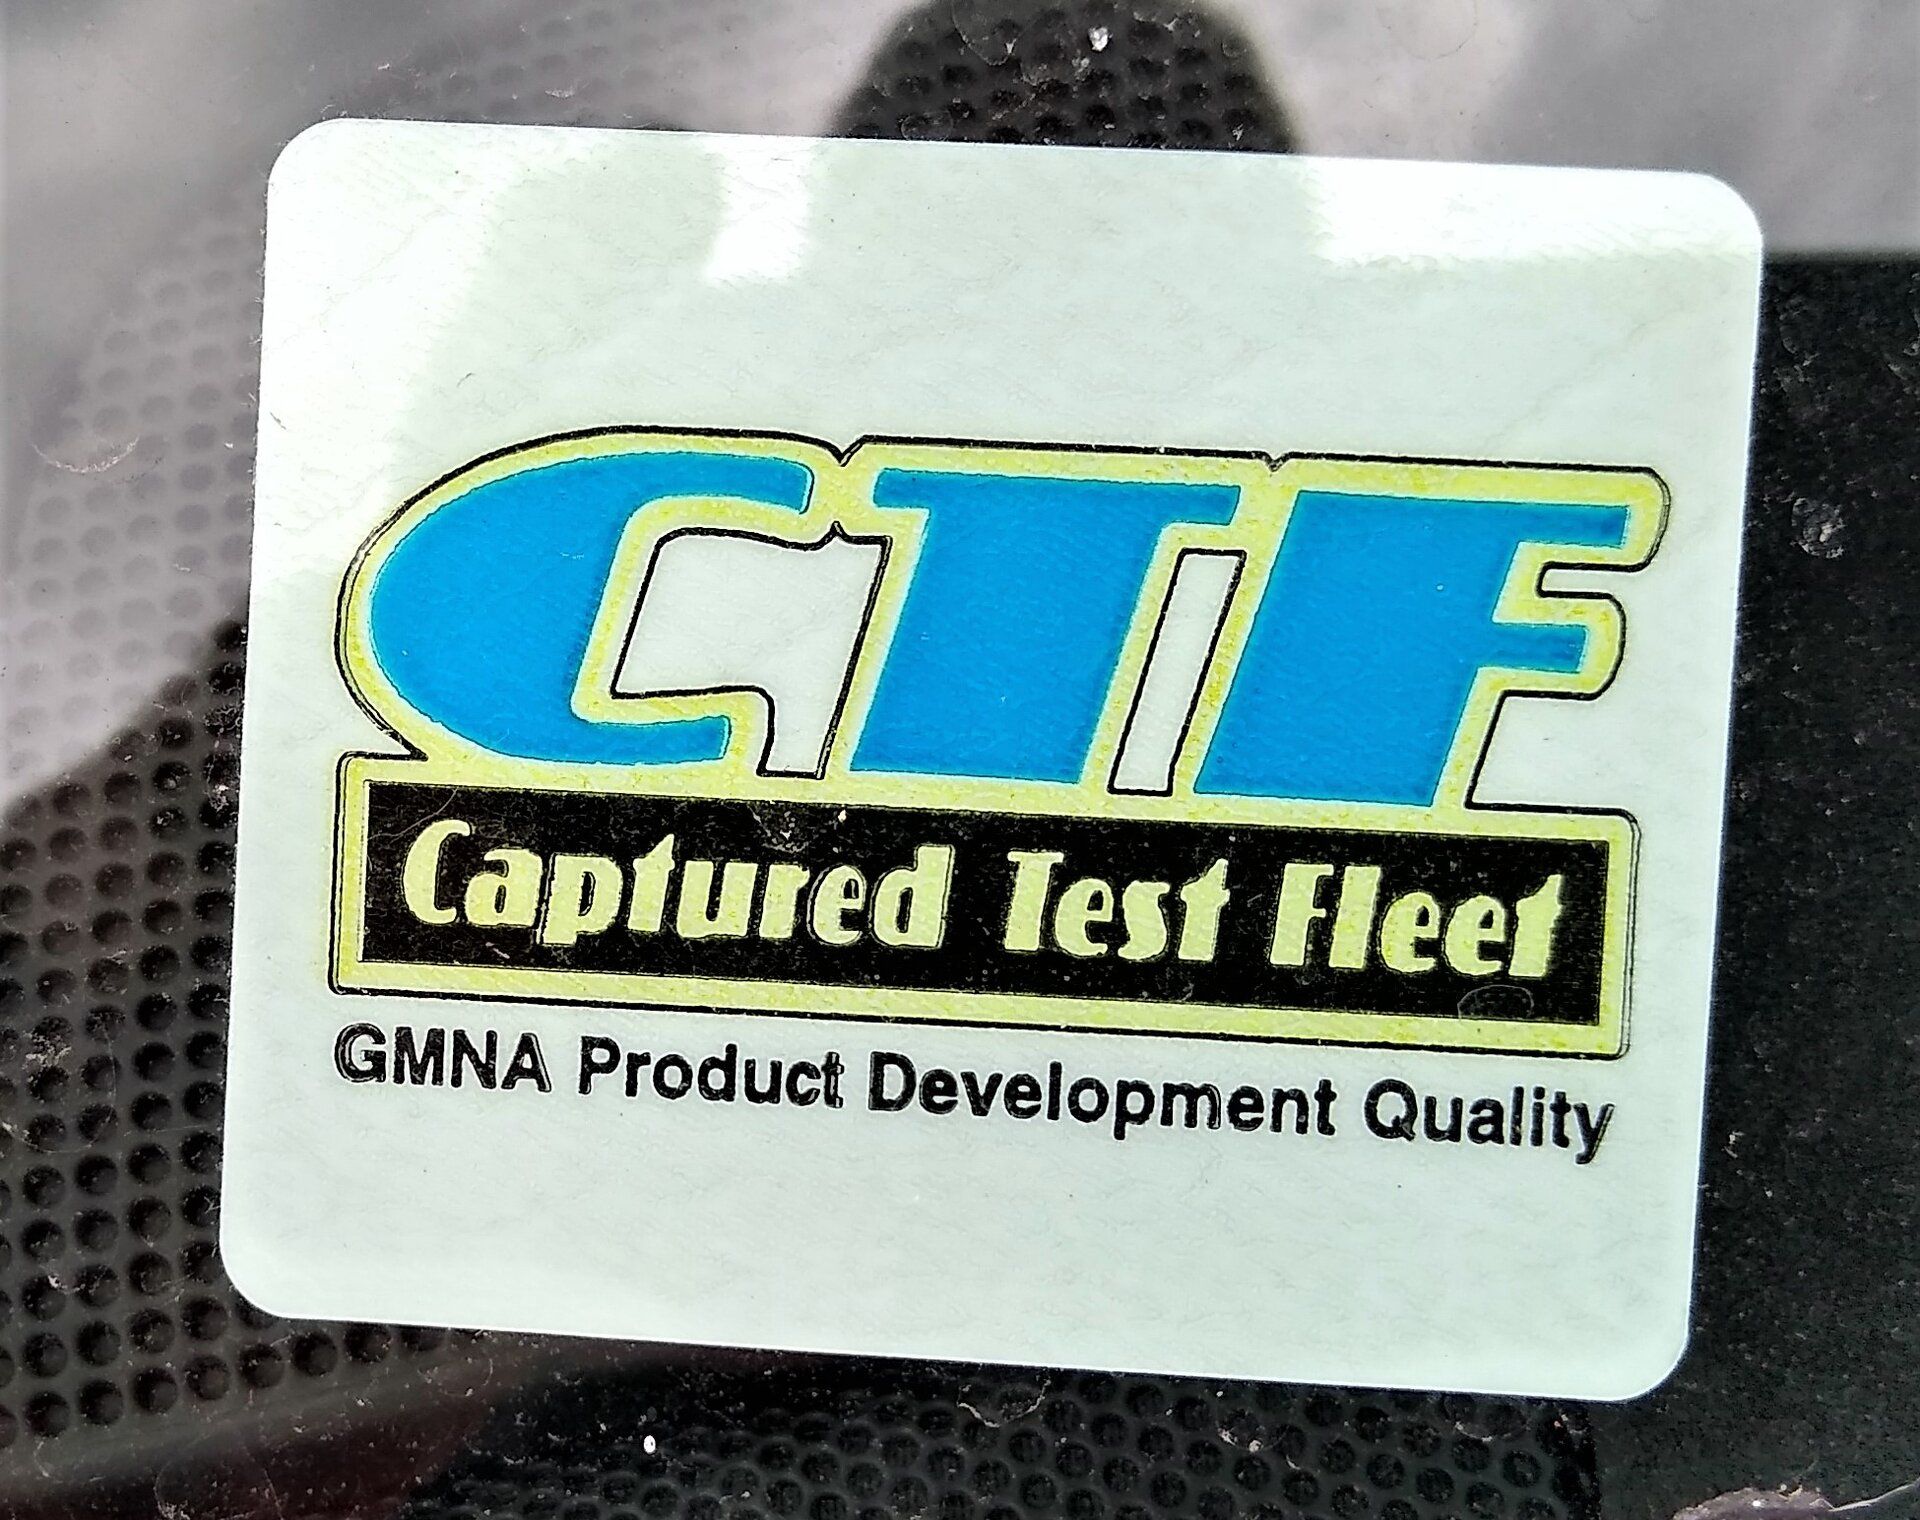 CTF
Captured Test Fleet
GMNA Product Development Quality